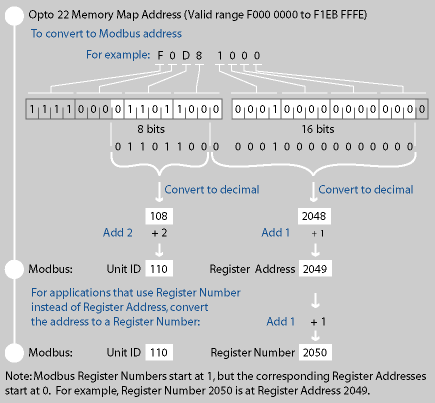 Opto 22 Memory Map Address (Valid range F000 0000 to F1EB FFFE)
To convert to Modbus address
For example: F 0 D 8 1 0 0 0
1 1 1 1 0 0 0 0 1 1 0 1 1 0 0 0 0 0 0 1 0 0 0 0 0 0 0 0 0 0 0 0
8 bits 16 bits
0 1 1 0 1 1 0 0 0 0 0 0 1 0 0 0 0 0 0 0 0 0 0 0
Convert to decimal Convert to decimal
108 2048
Add 2 + 2 Add 1 + 1
Modbus: Unit ID 110 Register Address 2049
For applications that use Register Number
instead of Register Address, convert
the address to a Register Number: Add 1 + 1
Modbus: Unit ID 110 Register Number 2050
Note: Modbus Register Numbers start at 1, but the corresponding Register Addresses
start at 0. For example, Register Number 2050 is at Register Address 2049.